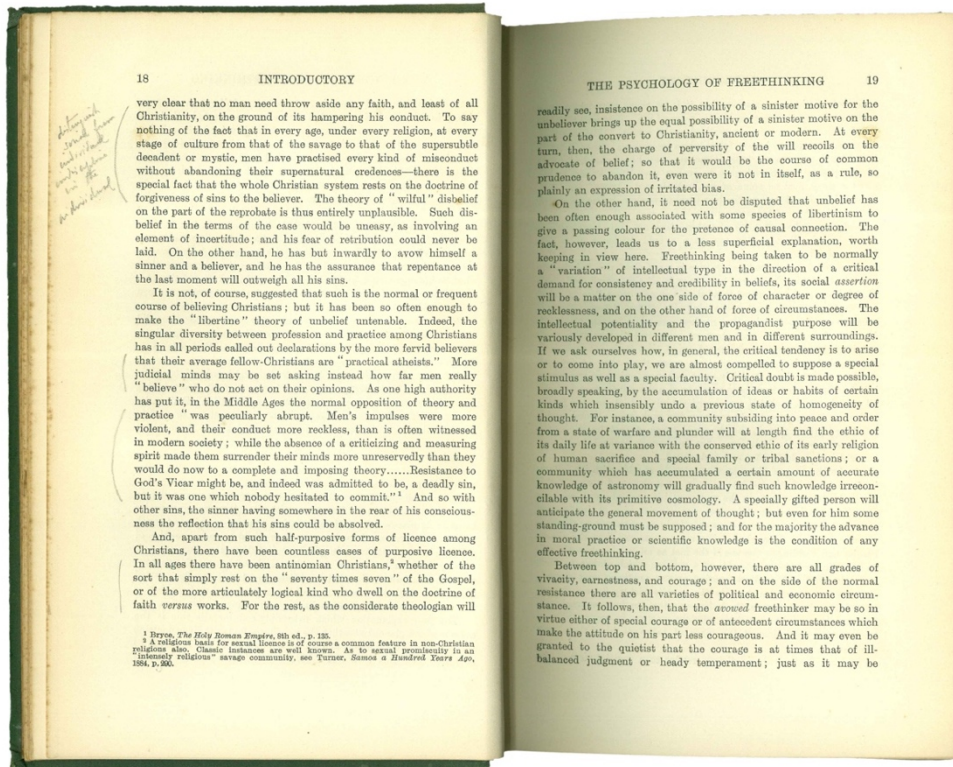 18 INTRODUCTORY
very clear that no man need throw aside any faith, and least of all
Christianity, on the ground of its hampering his conduct. To say
nothing of the fact that in every age, under every religion, at every
stage of culture from that of the savage to that of the supersubtle
decadent or mystic, men have practised every kind of misconduct
without abandoning their supernatural credences—there is the
special fact that the whole Christian system rests on the doctrine of
forgiveness of sins to the believer. The theory of "wilful" disbelief
on the part of the reprobate is thus entirely unplausible. Such dis-
belief in the terms of the case would be uneasy, as involving an
element of incertitude; and his fear of retribution could never be
laid. On the other hand, he has but inwardly to avow himself a
sinner and a believer, and he has the assurance that repentance at
the last moment will outweigh all his sins.
It is not, of course, suggested that such is the normal or frequent
course of believing Christians; but it has been so often enough to
make the "libertine" theory of unbelief untenable. Indeed, the
singular diversity between profession and practice among Christians
has in all periods called out declarations by the more fervid believers
that their average fellow-Christians are "practical atheists." More
judicial minds may be set asking instead how far men really
"believe" who do not act on their opinions. As one high authority
has put it, in the Middle Ages the normal opposition of theory and
practice "was peculiarly abrupt. Men's impulses were more
violent, and their conduct more reckless, than is often witnessed
in modern society; while the absence of a criticizing and measuring
spirit made them surrender their minds more unreservedly than they
would do now to a complete and imposing theory......Resistance to
God's Vicar might be, and indeed was admitted to be, a deadly sin,
but it was one which nobody hesitated to commit."¹ And so with
other sins, the sinner having somewhere in the rear of his conscious-
ness the reflection that his sins could be absolved.
And, apart from such half-purposive forms of licence among
Christians, there have been countless cases of purposive licence.
In all ages there have been antinomian Christians,² whether of the
sort that simply rest on the "seventy times seven" of the Gospel,
or of the more articulately logical kind who dwell on the doctrine of
faith versus works. For the rest, as the considerate theologian will
¹ Bryce, The Holy Roman Empire, 8th ed., p. 135.
² A religious basis for sexual licence is of course a common feature in non-Christian
religions also. Classic instances are well known. As to sexual promiscuity in an
"intensely religious" savage community, see Turner, Samoa a Hundred Years Ago,
1884, p. 290.
THE PSYCHOLOGY OF FREETHINKING 19
readily see, insistence on the possibility of a sinister motive for the
unbeliever brings up the equal possibility of a sinister motive on the
part of the convert to Christianity, ancient or modern. At every
turn, then, the charge of perversity of the will recoils on the
advocate of belief; so that it would be the course of common
prudence to abandon it, even were it not in itself, as a rule, so
plainly an expression of irritated bias.
On the other hand, it need not be disputed that unbelief has
been often enough associated with some species of libertinism to
give a passing colour for the pretence of causal connection. The
fact, however, leads us to a less superficial explanation, worth
keeping in view here. Freethinking being taken to be normally
a "variation" of intellectual type in the direction of a critical
demand for consistency and credibility in beliefs, its social assertion
will be a matter on the one side of force of character or degree of
recklessness, and on the other hand of force of circumstances. The
intellectual potentiality and the propagandist purpose will be
variously developed in different men and in different surroundings.
If we ask ourselves how, in general, the critical tendency is to arise
or to come into play, we are almost compelled to suppose a special
stimulus as well as a special faculty. Critical doubt is made possible,
broadly speaking, by the accumulation of ideas or habits of certain
kinds which insensibly undo a previous state of homogeneity of
thought. For instance, a community subsiding into peace and order
from a state of warfare and plunder will at length find the ethic of
its daily life at variance with the conserved ethic of its early religion
of human sacrifice and special family or tribal sanctions; or a
community which has accumulated a certain amount of accurate
knowledge of astronomy will gradually find such knowledge irrecon-
cilable with its primitive cosmology. A specially gifted person will
anticipate the general movement of thought; but even for him some
standing-ground must be supposed; and for the majority the advance
in moral practice or scientific knowledge is the condition of any
effective freethinking.
Between top and bottom, however, there are all grades of
vivacity, earnestness, and courage; and on the side of the normal
resistance there are all varieties of political and economic circum-
stance. It follows, then, that the avowed freethinker may be so in
virtue either of special courage or of antecedent circumstances which
make the attitude on his part less courageous. And it may even be
granted to the quietist that the courage is at times that of ill-
balanced judgment or heady temperament; just as it may be